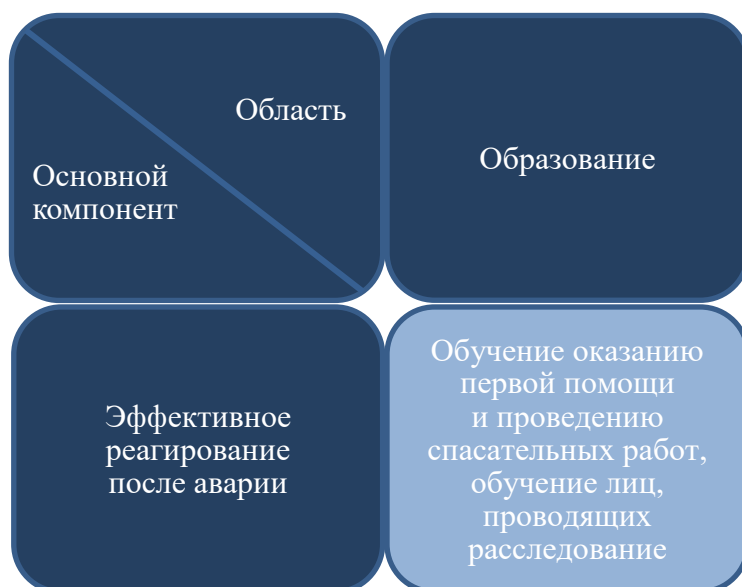 Область
Основной
компонент
Образование
Эффективное
реагирование
после аварии
Обучение оказанию
первой помощи
и проведению
спасательных работ,
обучение лиц,
проводящих
расследование